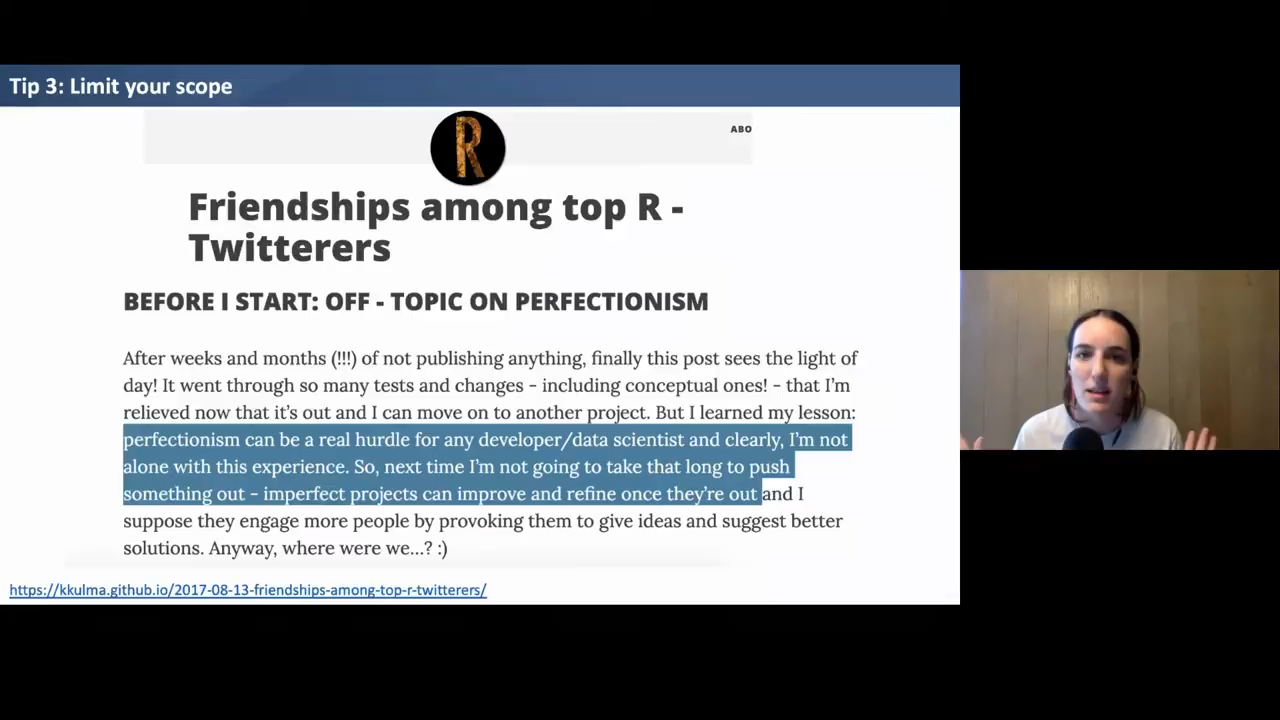 Tip 3: Limit your scope
R
ABO
Friendships among top R -
Twitterers
BEFORE I START: OFF - TOPIC ON PERFECTIONISM
After weeks and months (!!!) of not publishing anything, finally this post sees the light of
day! It went through so many tests and changes - including conceptual ones! - that I'm
relieved now that it's out and I can move on to another project. But I learned my lesson:
perfectionism can be a real hurdle for any developer/data scientist and clearly, I'm not
alone with this experience. So, next time I'm not going to take that long to push
something out - imperfect projects can improve and refine once they're out and I
suppose they engage more people by provoking them to give ideas and suggest better
solutions. Anyway, where were we...? :)
https://kkulma.github.io/2017-08-13-friendships-among-top-r-twitterers/